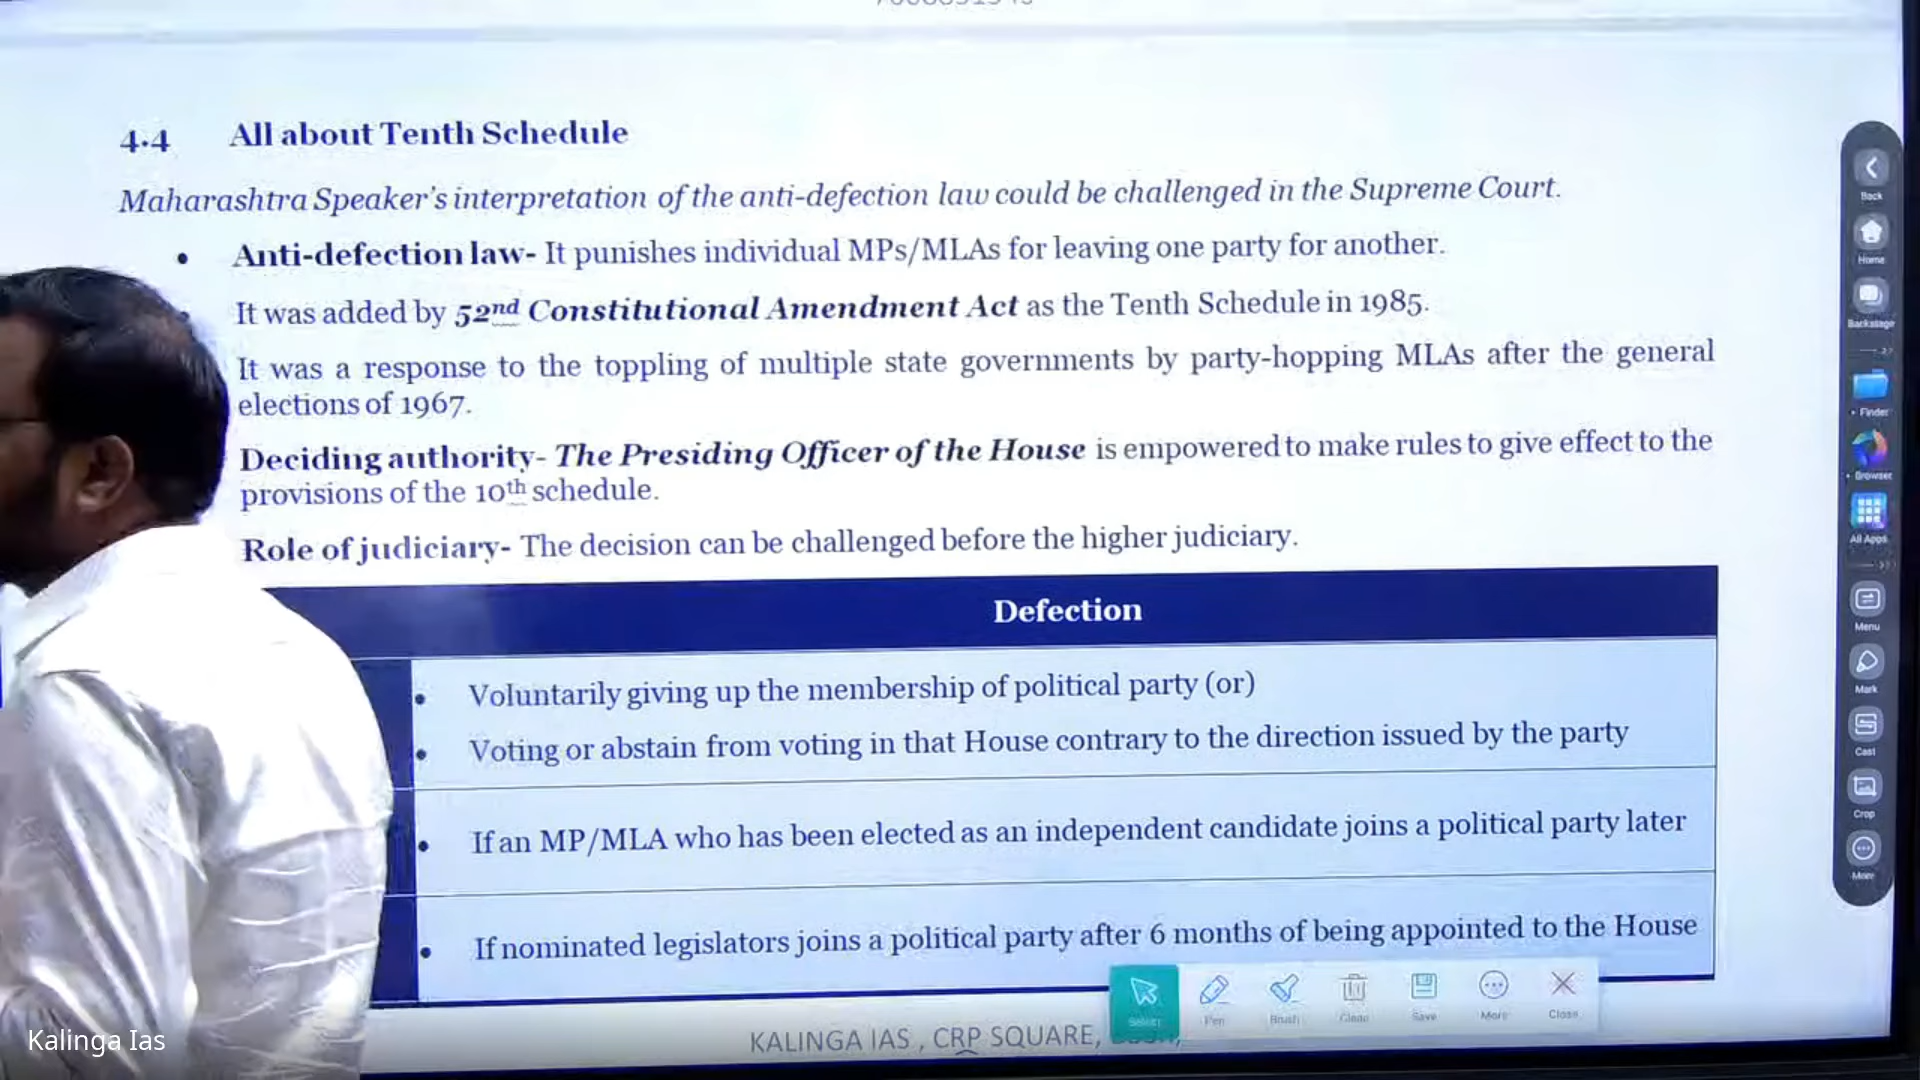 4.4 All about Tenth Schedule
Maharashtra Speaker's interpretation of the anti-defection law could be challenged in the Supreme Court.
• Anti-defection law- It punishes individual MPs/MLAs for leaving one party for another.
It was added by 52nd Constitutional Amendment Act as the Tenth Schedule in 1985.
It was a response to the toppling of multiple state governments by party-hopping MLAs after the general
elections of 1967.
Deciding authority- The Presiding Officer of the House is empowered to make rules to give effect to the
provisions of the 10th schedule.
Role of judiciary- The decision can be challenged before the higher judiciary.
Defection
• Voluntarily giving up the membership of political party (or)
• Voting or abstain from voting in that House contrary to the direction issued by the party
• If an MP/MLA who has been elected as an independent candidate joins a political party later
• If nominated legislators joins a political party after 6 months of being appointed to the House
KALINGA IAS , CRP SQUARE,
Select
Pen
Brush
Clean
Save
More
Close
Back
Home
Backstage
Finder
Browser
All Apps
Menu
Mark
Cast
Crop
More
Kalinga Ias